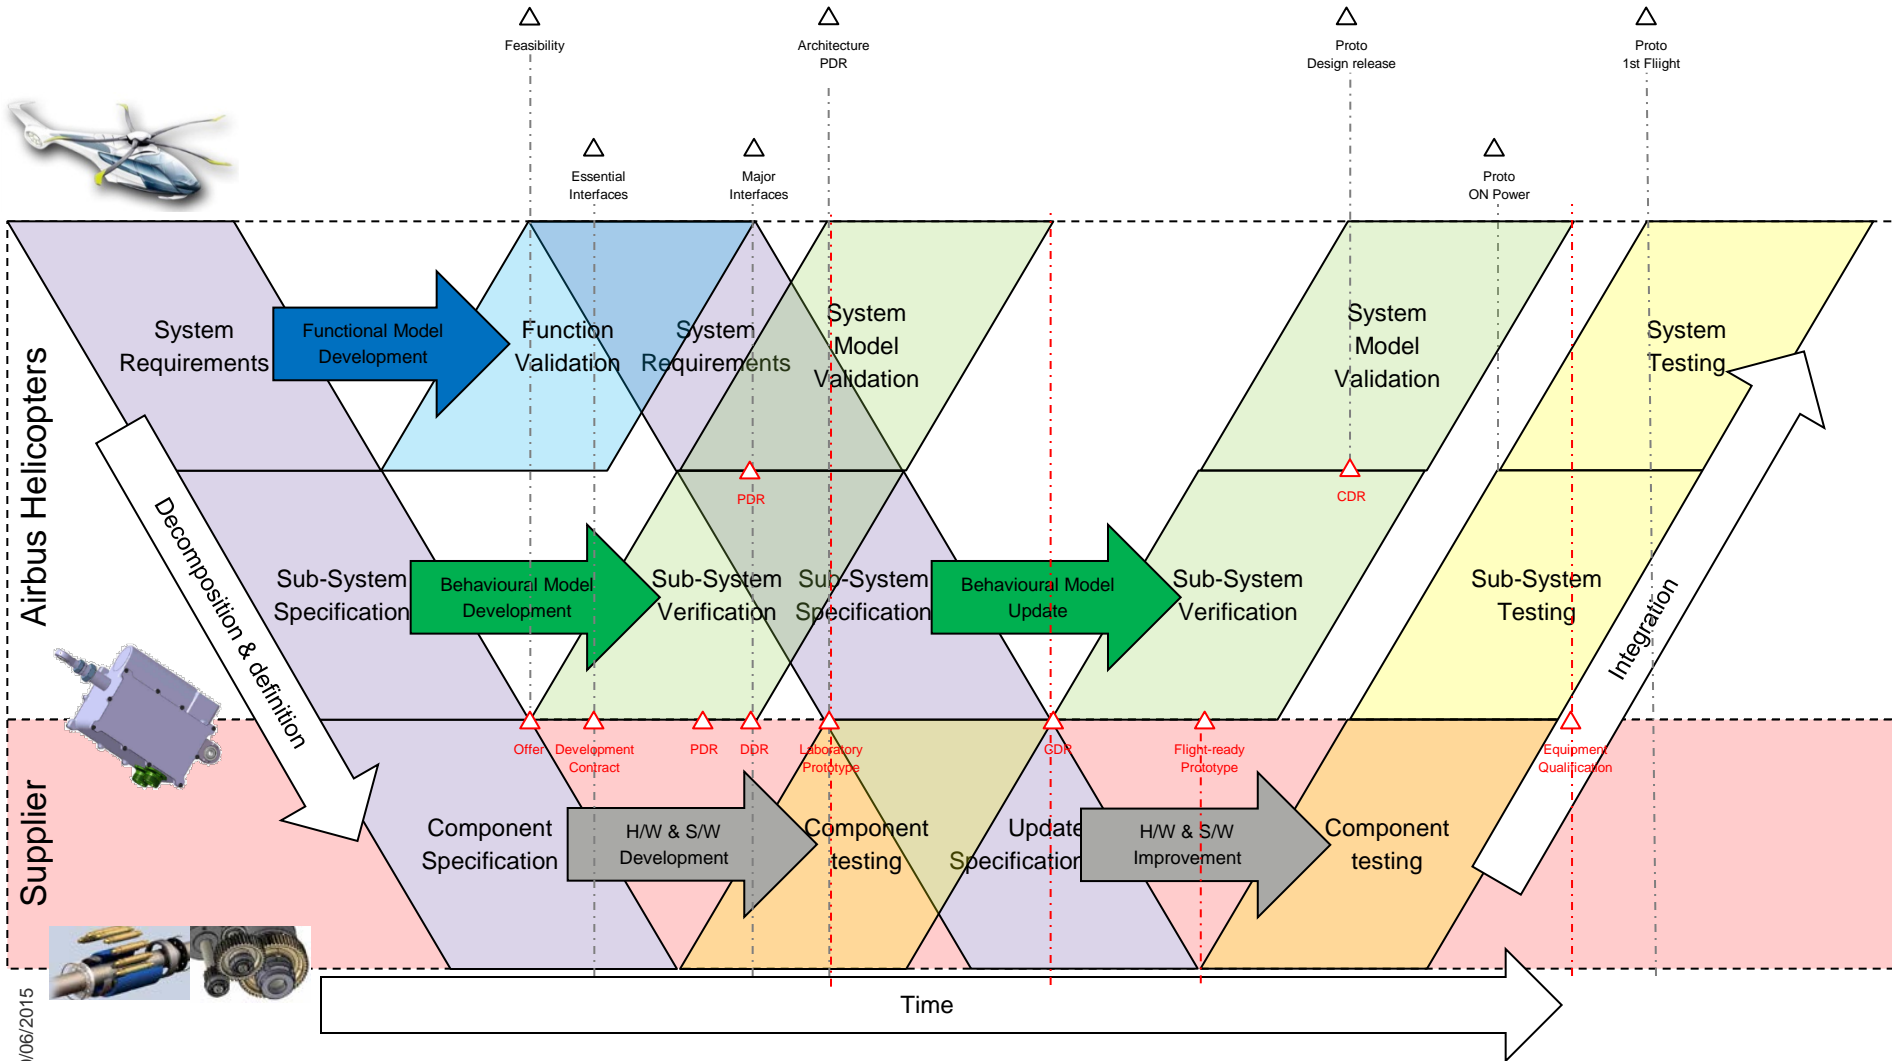 Feasibility
Architecture
PDR
Proto
Design release
Proto
1st Fliight
Essential
Interfaces
Major
Interfaces
Proto
ON Power
Airbus Helicopters
System
Requirements
Functional Model
Development
Function
Validation
System
Requirements
System
Model
Validation
System
Model
Validation
System
Testing
PDR
CDR
Decomposition & definition
Sub-System
Specification
Behavioural Model
Development
Sub-System
Verification
Sub-System
Specification
Behavioural Model
Update
Sub-System
Verification
Sub-System
Testing
Integration
Supplier
Offer
Development
Contract
PDR
DDR
Laboratory
Prototype
CDR
Flight-ready
Prototype
Equipment
Qualification
Component
Specification
H/W & S/W
Development
Component
testing
Update
Specification
H/W & S/W
Improvement
Component
testing
Time
/06/2015